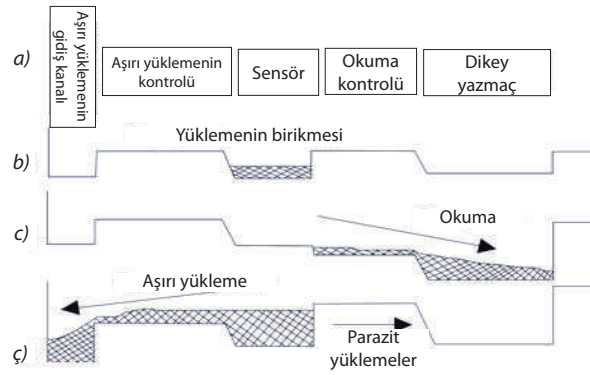 a)
Aşırı yüklemenin
gidiş kanalı
Aşırı yüklemenin
kontrolü
Sensör
Okuma
kontrolü
Dikey
yazmaç
b)
Yüklemenin birikmesi
c)
Okuma
ç)
Aşırı yükleme
Parazit
yüklemeler